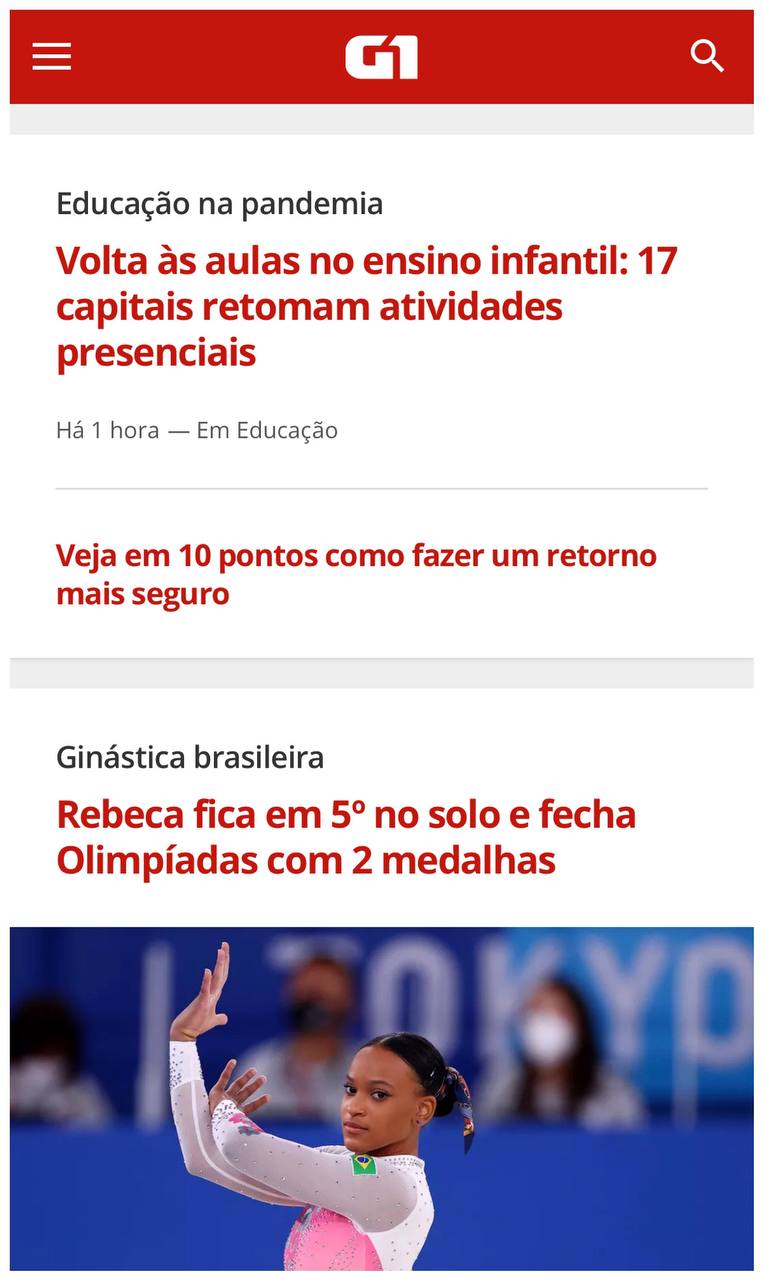 G1
Educação na pandemia
Volta às aulas no ensino infantil: 17
capitais retomam atividades
presenciais
Há 1 hora — Em Educação
Veja em 10 pontos como fazer um retorno
mais seguro
Ginástica brasileira
Rebeca fica em 5º no solo e fecha
Olimpíadas com 2 medalhas
TOKYO